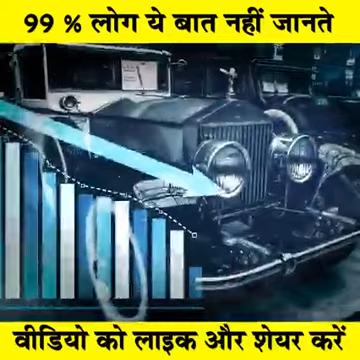 99 % लोग ये बात नहीं जानते
वीडियो को लाइक और शेयर करें